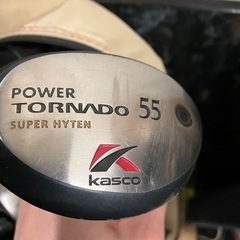 POWER
TORNADO 55
SUPER HYTEN
Kasco